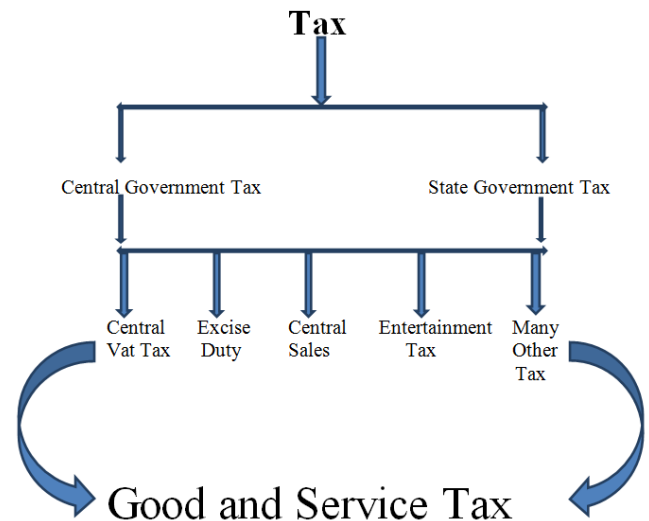 Tax
Central Government Tax
State Government Tax
Central
Vat Tax
Excise
Duty
Central
Sales
Entertainment
Tax
Many
Other
Tax
Good and Service Tax